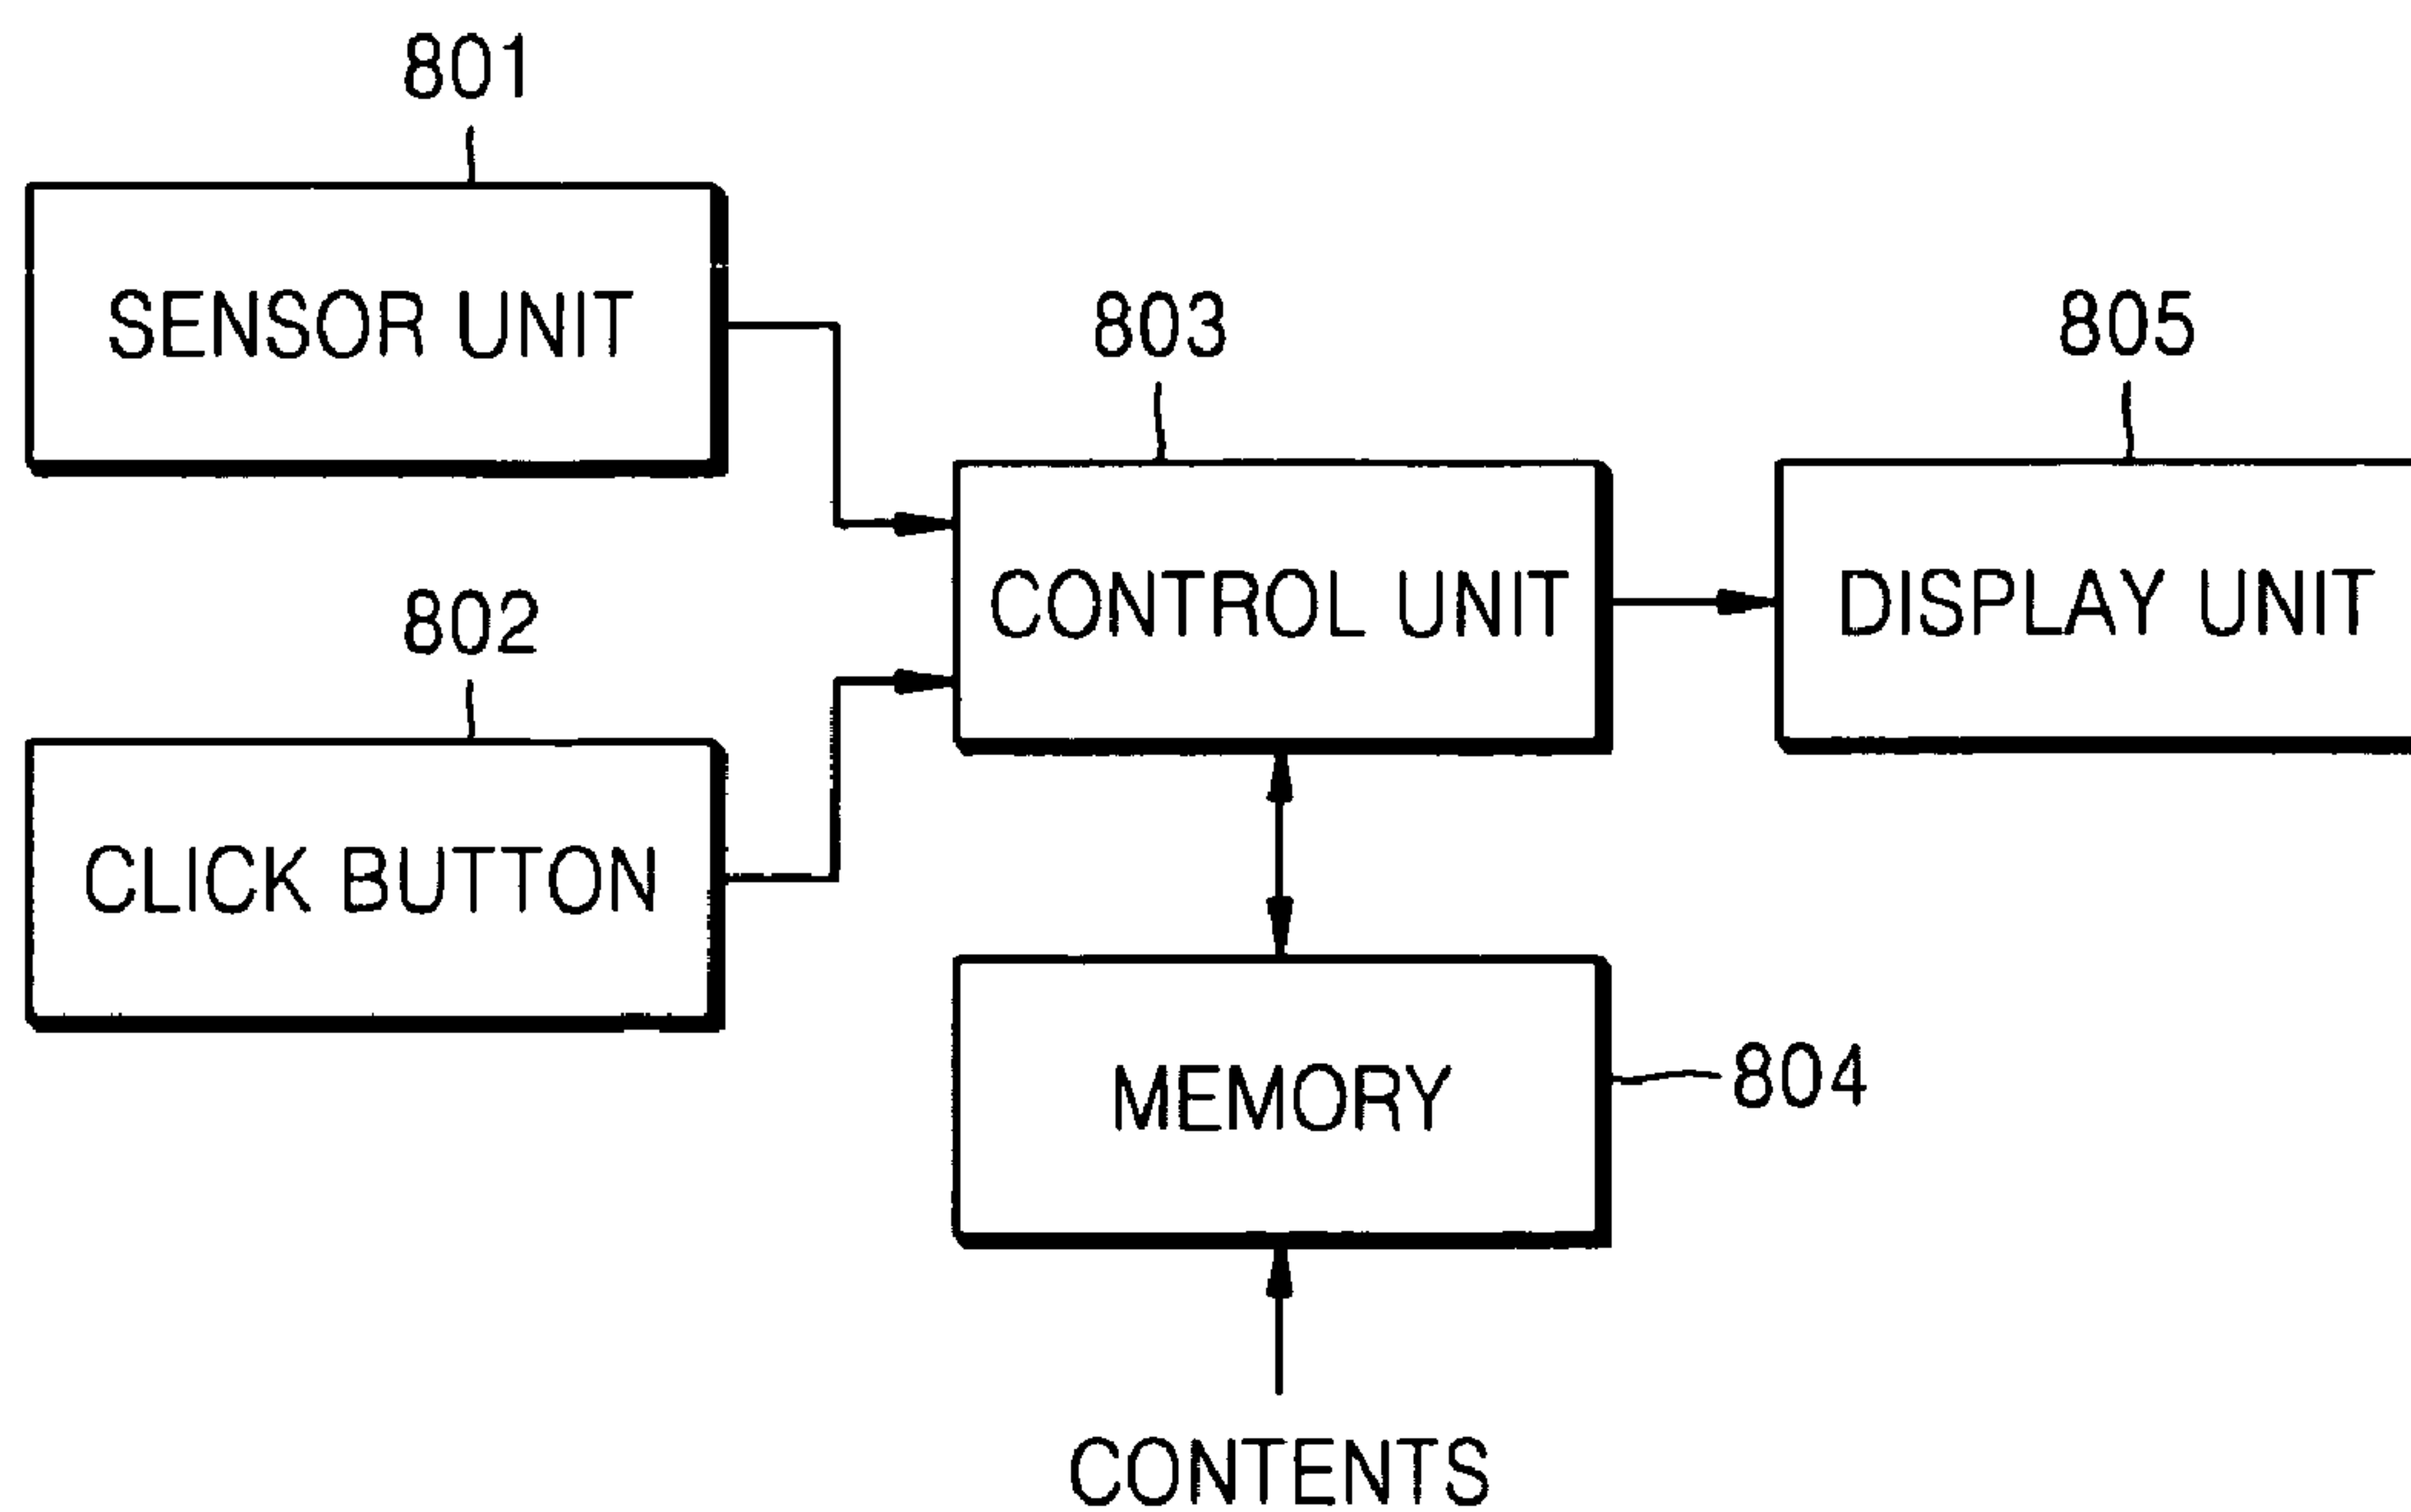 801
SENSOR UNIT
803
805
802
CONTROL UNIT
DISPLAY UNIT
CLICK BUTTON
MEMORY
804
CONTENTS